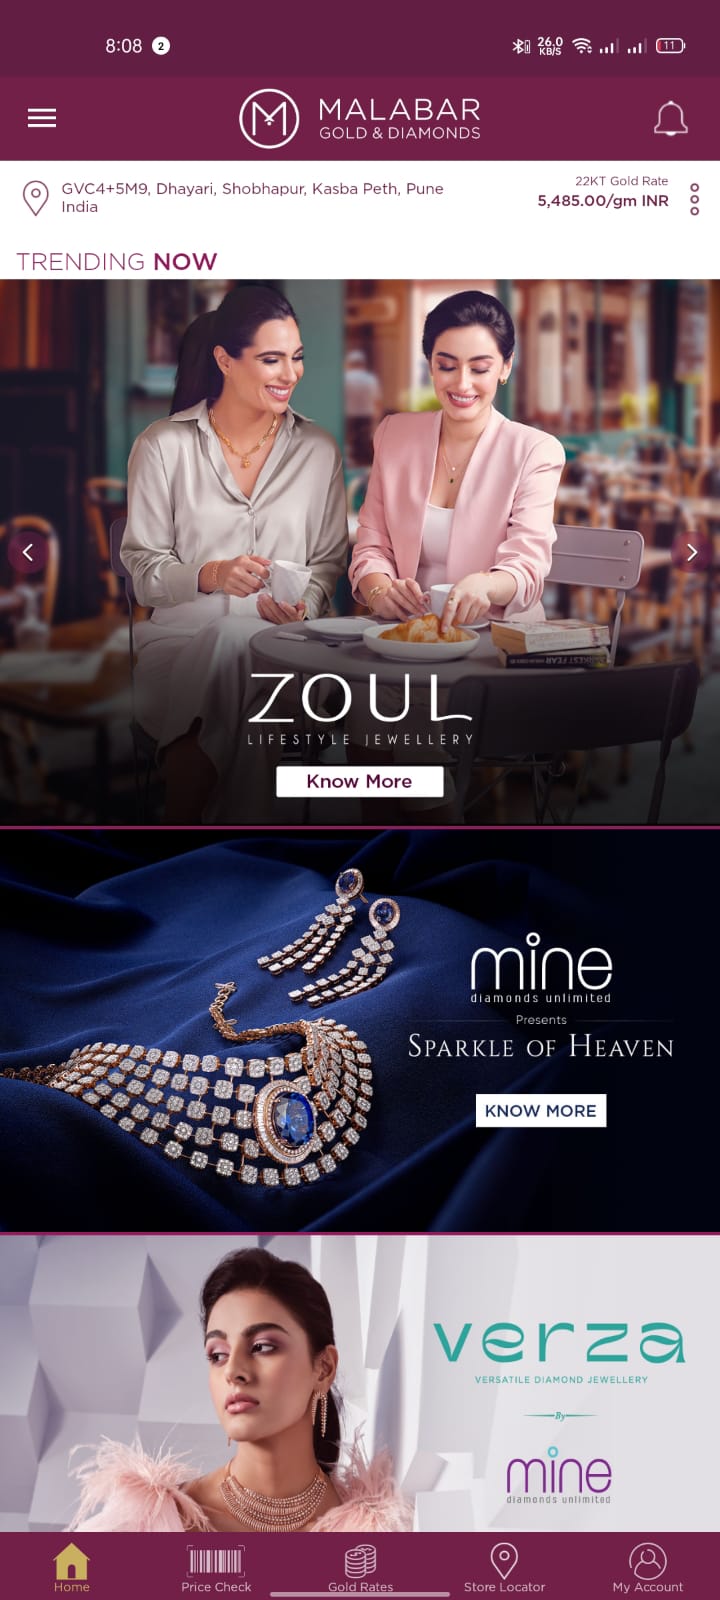 8:08 2
26.0
KB/S
11
MALABAR
GOLD & DIAMONDS
GVC4+5M9, Dhayari, Shobhapur, Kasba Peth, Pune
India
22KT Gold Rate
5,485.00/gm INR
TRENDING NOW
ZOUL
LIFESTYLE JEWELLERY
Know More
mine
diamonds unlimited
Presents
SPARKLE OF HEAVEN
KNOW MORE
verza
VERSATILE DIAMOND JEWELLERY
By
mine
diamonds unlimited
Home
Price Check
Gold Rates
Store Locator
My Account